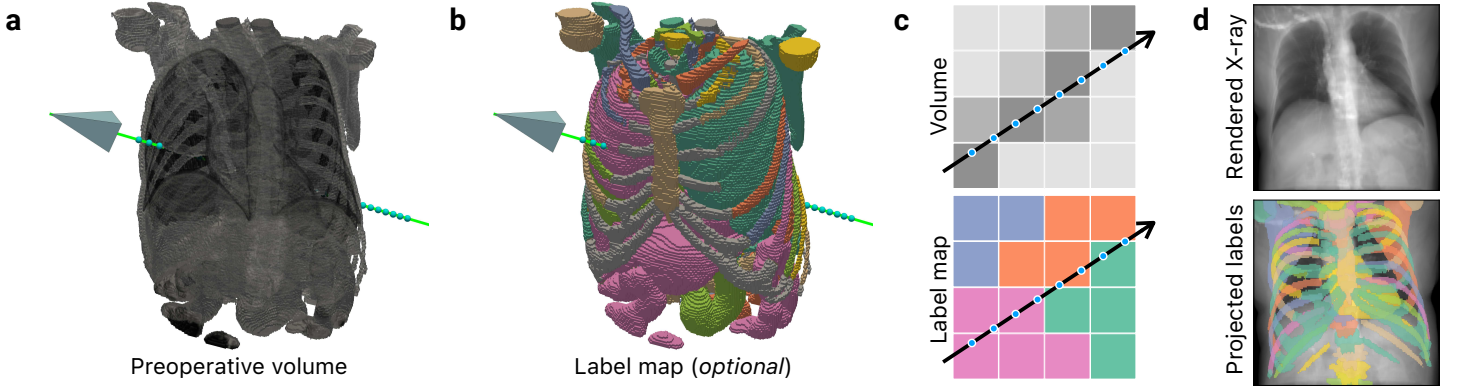 a
Preoperative volume
b
Label map (optional)
c
Volume
Label map
d
Rendered X-ray
Projected labels